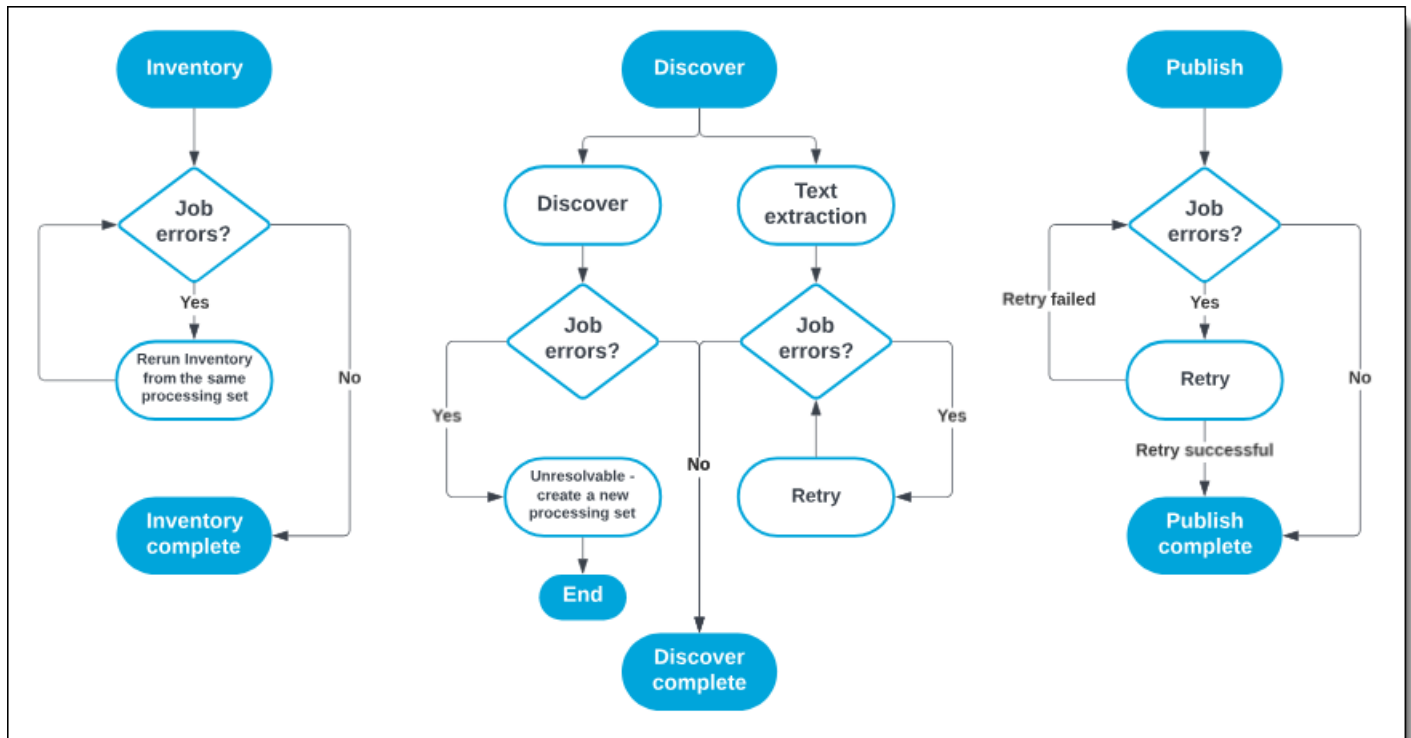 Inventory
Job
errors?
Yes
Rerun Inventory
from the same
processing set
No
Inventory
complete
Discover
Discover
Text
extraction
Job
errors?
Job
errors?
Yes
No
Yes
Unresolvable -
create a new
processing set
Retry
End
Discover
complete
Publish
Job
errors?
Retry failed
Yes
Retry
No
Retry successful
Publish
complete